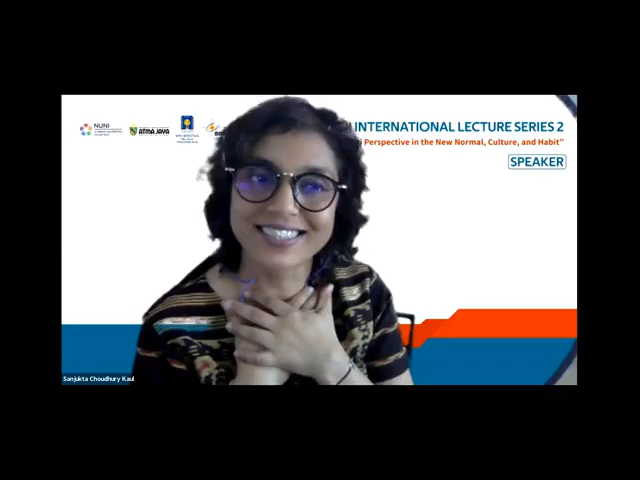 NUNI
ATMA JAYA
INTERNATIONAL LECTURE SERIES 2
Perspective in the New Normal, Culture, and Habit"
SPEAKER
Sanjukta Choudhury Kaul